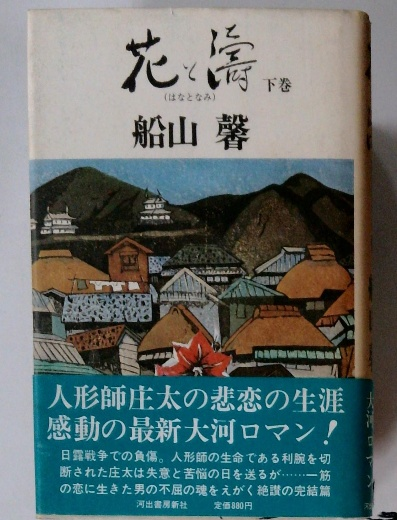 花と濤 下巻
(はなとなみ)
船山 馨
人形師庄太の悲恋の生涯
感動の最新大河ロマン!
日露戦争での負傷。人形師の生命である利腕を切
断された庄太は失意と苦悩の日を送るが……一筋
の恋に生きた男の不屈の魂をえがく絶讃の完結篇
河出書房新社 定価880円
大河ロマン